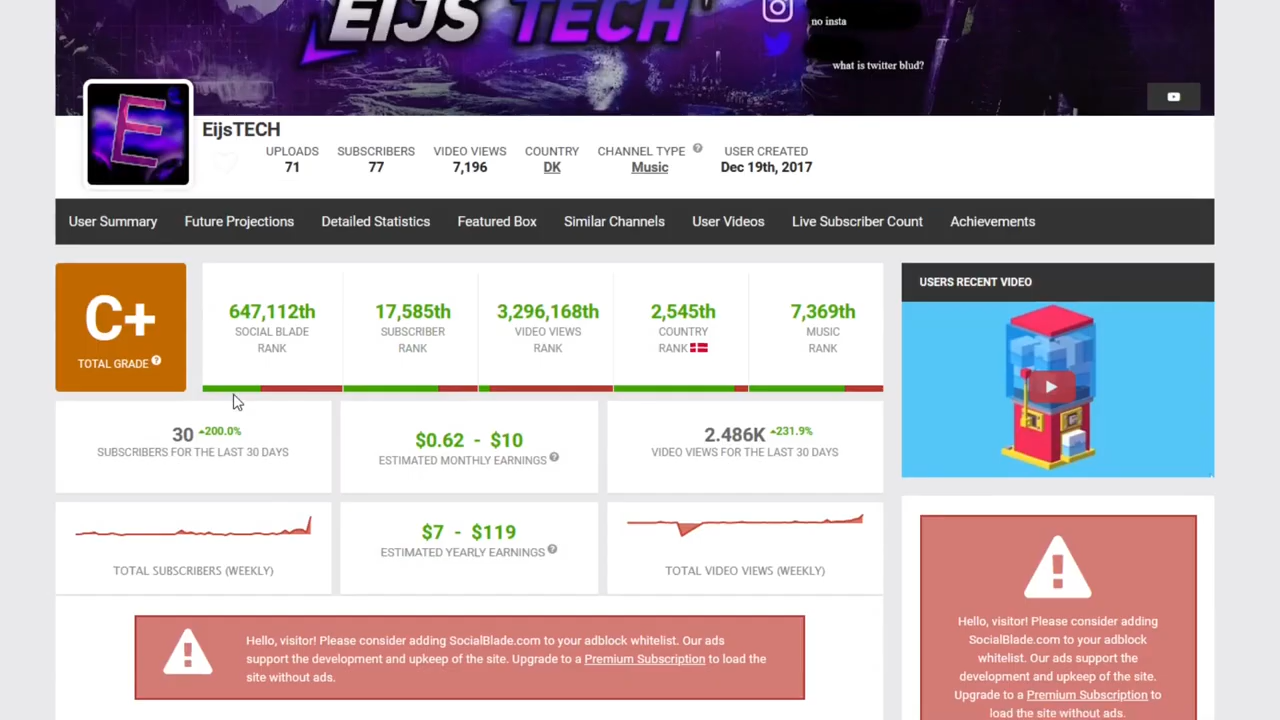 EIJS TECH
no insta
what is twitter blud?
EijsTECH
UPLOADS
71
SUBSCRIBERS
77
VIDEO VIEWS
7,196
COUNTRY
DK
CHANNEL TYPE ?
Music
USER CREATED
Dec 19th, 2017
User Summary
Future Projections
Detailed Statistics
Featured Box
Similar Channels
User Videos
Live Subscriber Count
Achievements
C+
TOTAL GRADE ?
647,112th
SOCIAL BLADE
RANK
17,585th
SUBSCRIBER
RANK
3,296,168th
VIDEO VIEWS
RANK
2,545th
COUNTRY
RANK
7,369th
MUSIC
RANK
USERS RECENT VIDEO
30 200.0%
SUBSCRIBERS FOR THE LAST 30 DAYS
$0.62 - $10
ESTIMATED MONTHLY EARNINGS ?
2.486K 231.9%
VIDEO VIEWS FOR THE LAST 30 DAYS
TOTAL SUBSCRIBERS (WEEKLY)
$7 - $119
ESTIMATED YEARLY EARNINGS ?
TOTAL VIDEO VIEWS (WEEKLY)
Hello, visitor! Please consider adding SocialBlade.com to your adblock whitelist. Our ads
support the development and upkeep of the site. Upgrade to a Premium Subscription to load the
site without ads.
Hello, visitor! Please consider adding
SocialBlade.com to your adblock
whitelist. Our ads support the
development and upkeep of the site.
Upgrade to a Premium Subscription to
load the site without ads.